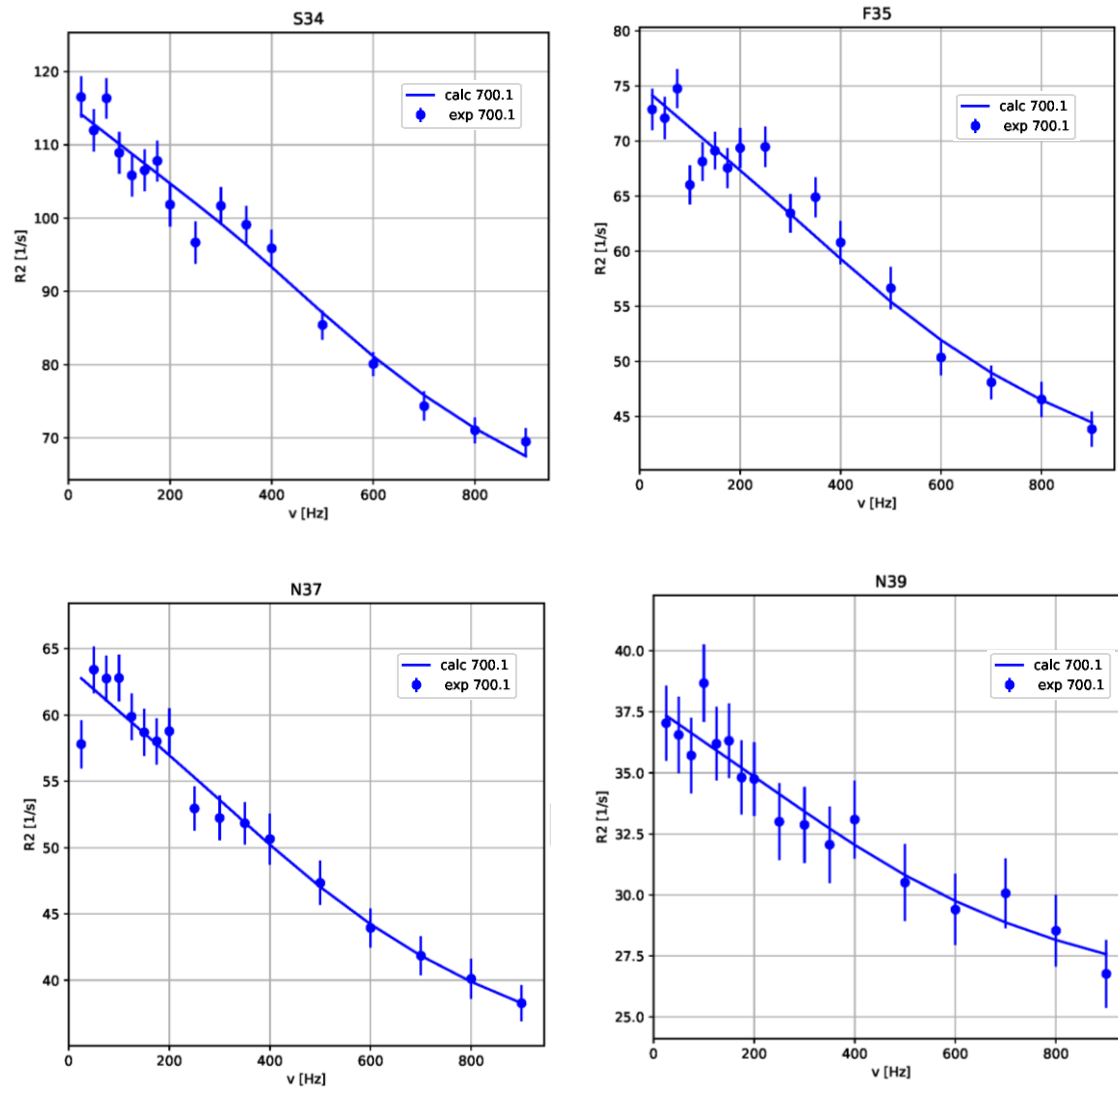 S34
R2 [1/s]
120
110
100
90
80
70
calc 700.1
exp 700.1
0 200 400 600 800
v [Hz]
F35
R2 [1/s]
80
75
70
65
60
55
50
45
calc 700.1
exp 700.1
0 200 400 600 800
v [Hz]
N37
R2 [1/s]
65
60
55
50
45
40
calc 700.1
exp 700.1
0 200 400 600 800
v [Hz]
N39
R2 [1/s]
40.0
37.5
35.0
32.5
30.0
27.5
25.0
calc 700.1
exp 700.1
0 200 400 600 800
v [Hz]